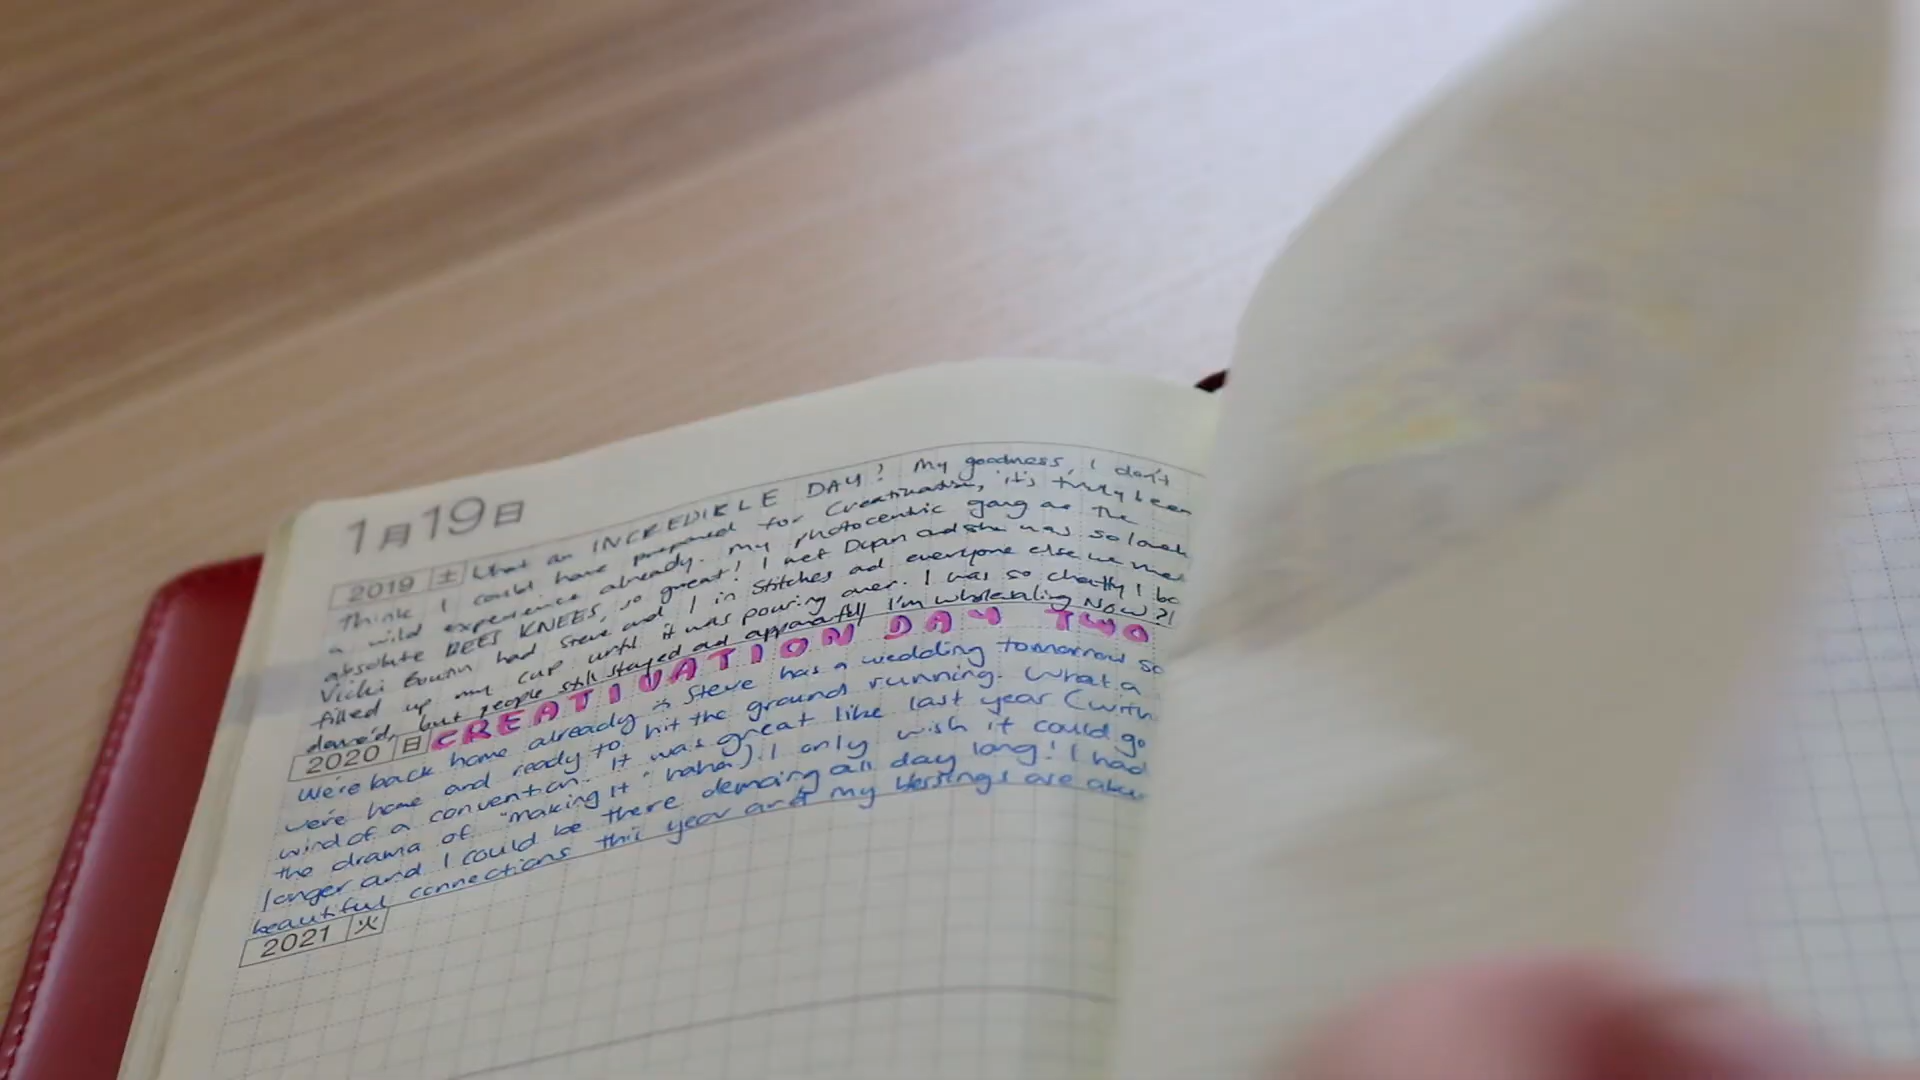 1月19日
2019 土 What an INCREDIBLE DAY! My goodness, I don't
think I could have prepared for Creativation, it's truly been
a wild experience already. My photocentric gang are the
absolute BEES KNEES, so great! I met and she was so lovely
Vicki had Steve and I in Stitches and everyone else we met
filled up my cup until it was pouring over. I was so chatty I
but people still stayed and apparently I'm wholesaling NOW?!
2020 日 CREATIVATION DAY TWO
We're back home already Steve has a wedding tomorrow so
we're home and ready to hit the ground running. What a
wind of a convention. It was great like last year (with
the drama of "making it" haha). I only wish it could go
longer and I could be there demoing all day long! I had
beautiful connections this year and my blessings are
2021 火